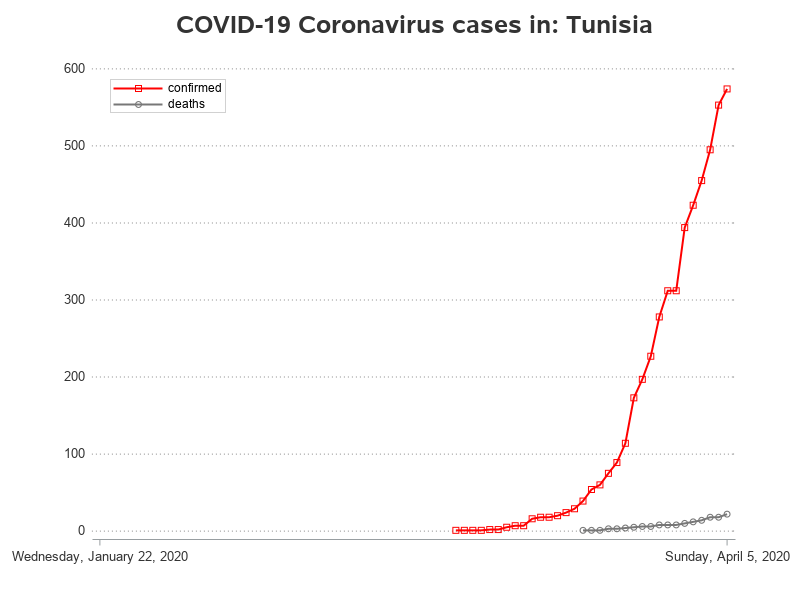 COVID-19 Coronavirus cases in: Tunisia
600
confirmed
deaths
500
400
300
200
100
0
Wednesday, January 22, 2020
Sunday, April 5, 2020